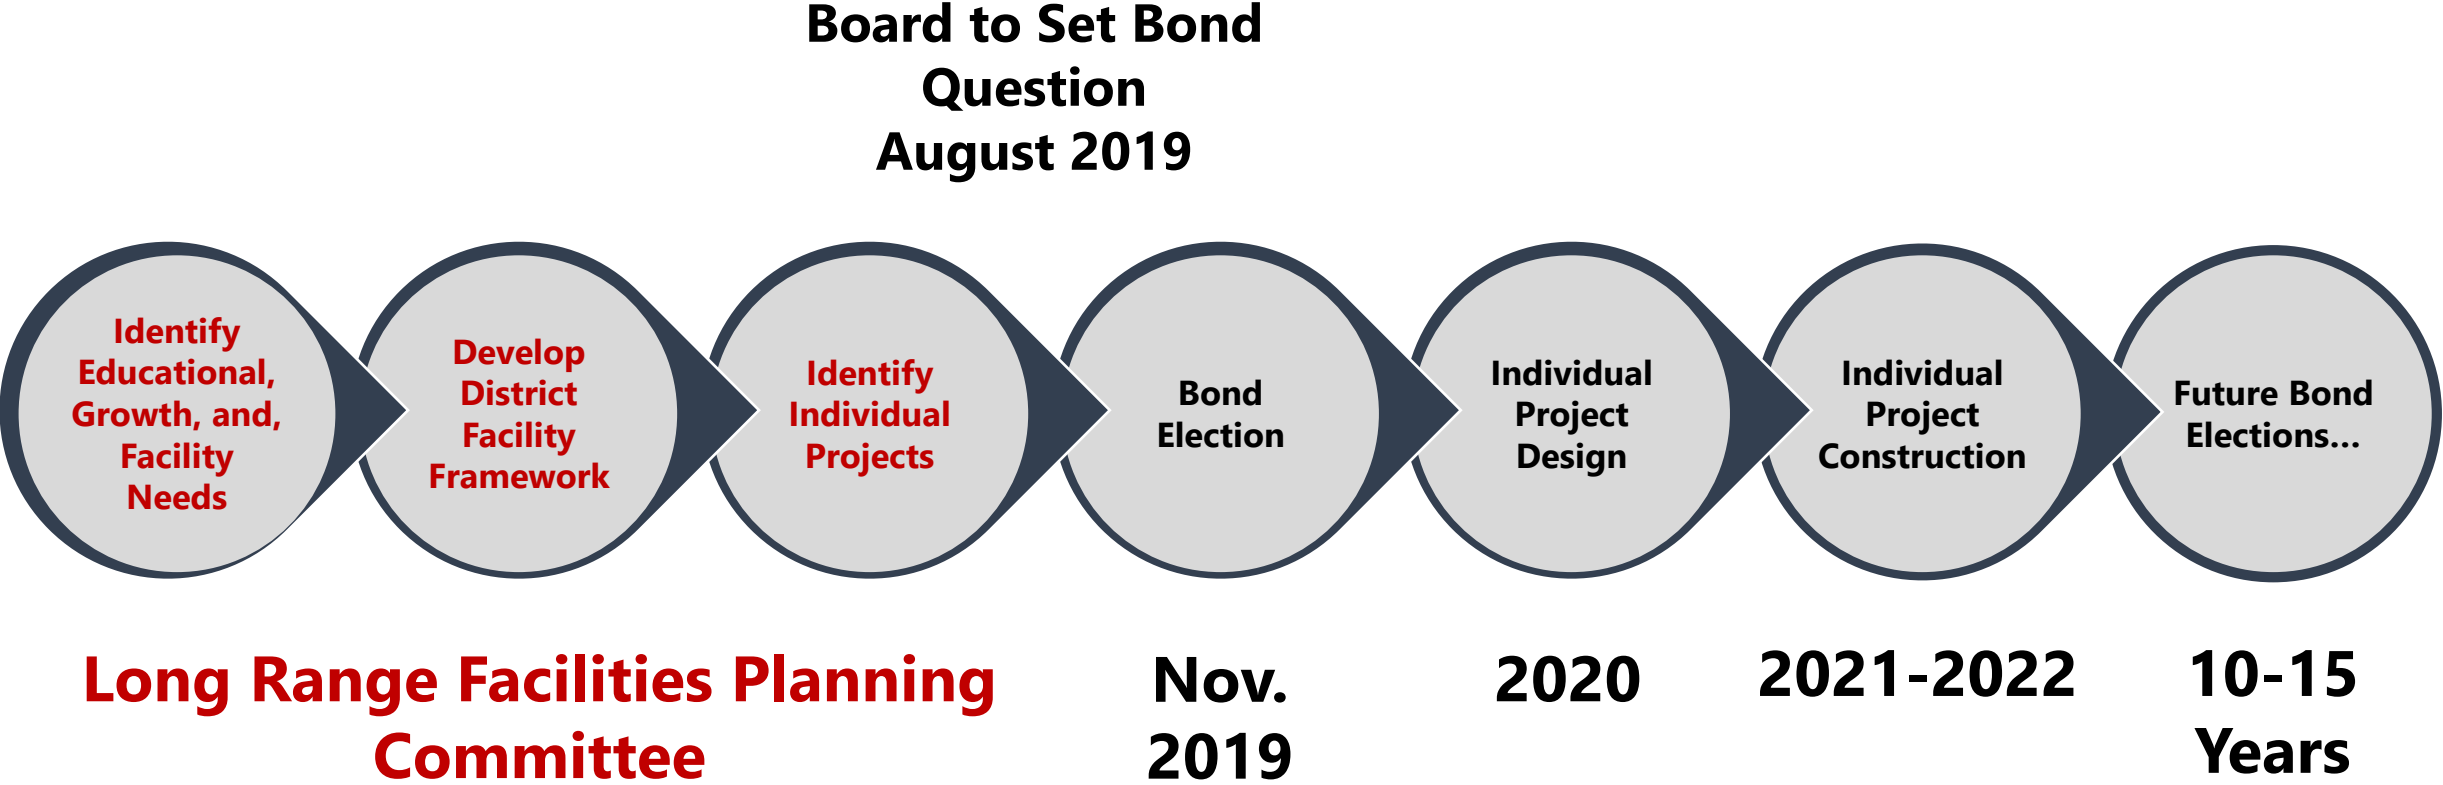 Board to Set Bond
Question
August 2019
Identify
Educational,
Growth, and,
Facility
Needs
Develop
District
Facility
Framework
Identify
Individual
Projects
Bond
Election
Individual
Project
Design
Individual
Project
Construction
Future Bond
Elections...
Long Range Facilities Planning
Committee
Nov.
2019
2020
2021-2022
10-15
Years